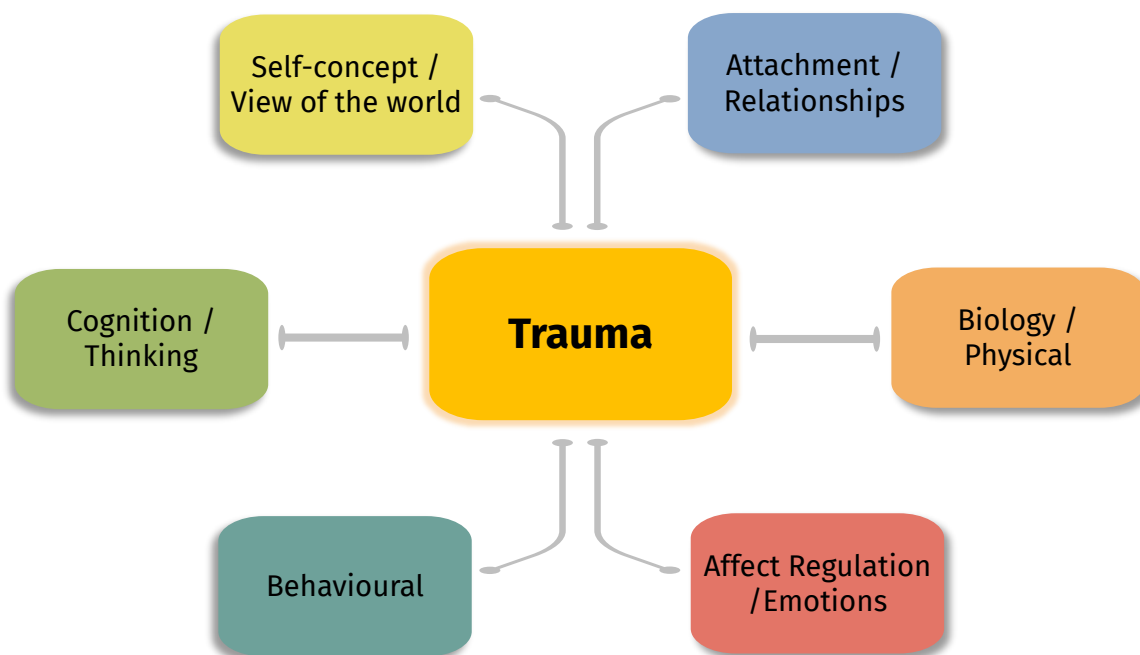 Self-concept /
View of the world
Attachment /
Relationships
Cognition /
Thinking
Trauma
Biology /
Physical
Behavioural
Affect Regulation
/Emotions